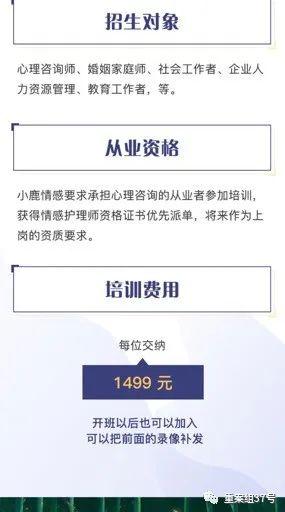 招生对象
心理咨询师、婚姻家庭师、社会工作者、企业人
力资源管理、教育工作者，等。
从业资格
小鹿情感要求承担心理咨询的从业者参加培训，
获得情感护理师资格证书优先派单，将来作为上
岗的资质要求。
培训费用
每位交纳
1499 元
开班以后也可以加入
可以把前面的录像补发
重案组37号